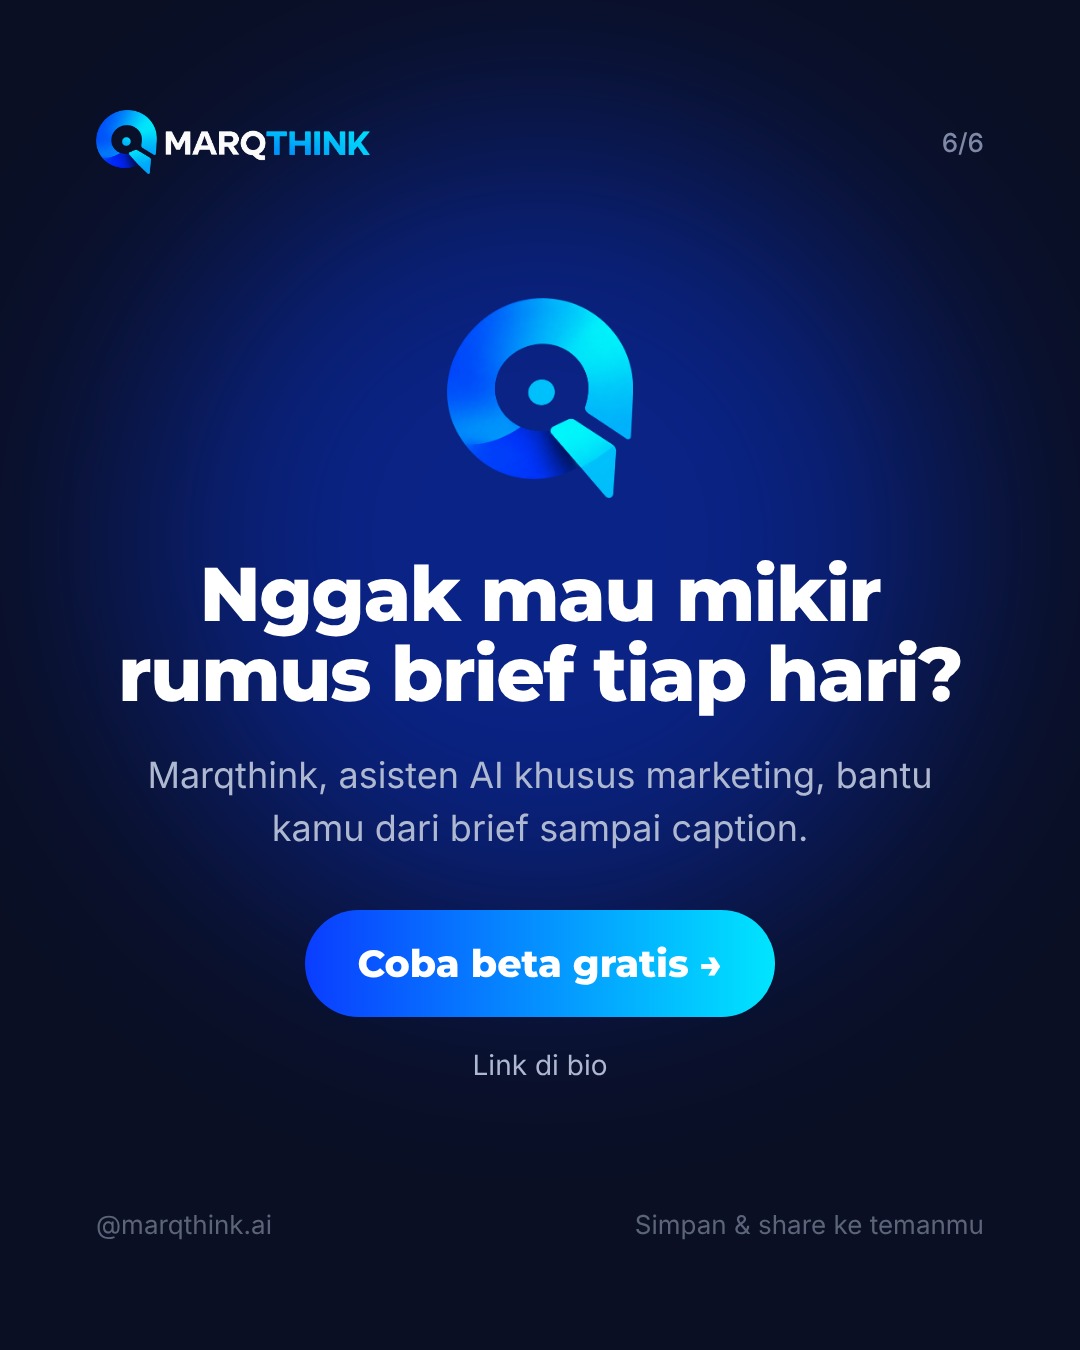 MARQTHINK
6/6
Nggak mau mikir
rumus brief tiap hari?
Marqthink, asisten AI khusus marketing, bantu
kamu dari brief sampai caption.
Coba beta gratis →
Link di bio
@marqthink.ai
Simpan & share ke temanmu